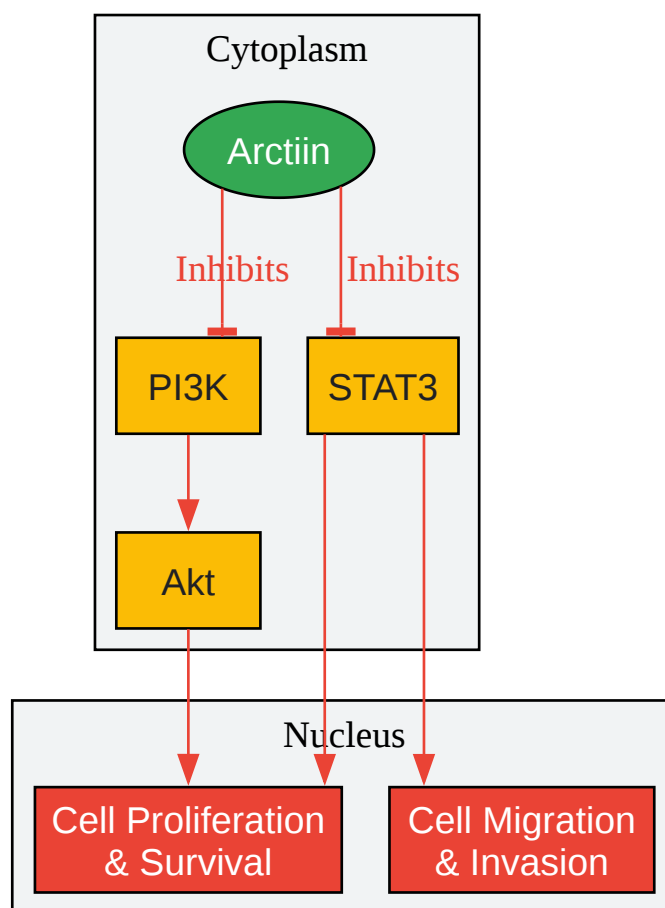 Cytoplasm
Arctiin
Inhibits Inhibits
PI3K STAT3
Akt
Nucleus
Cell Proliferation
& Survival
Cell Migration
& Invasion